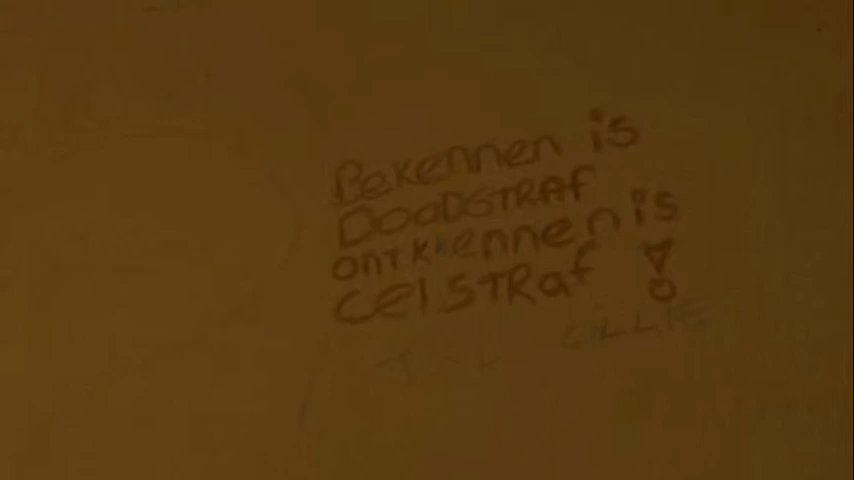 Bekennen is
DOODSTRAf
ontkennen is
celSTRaf !